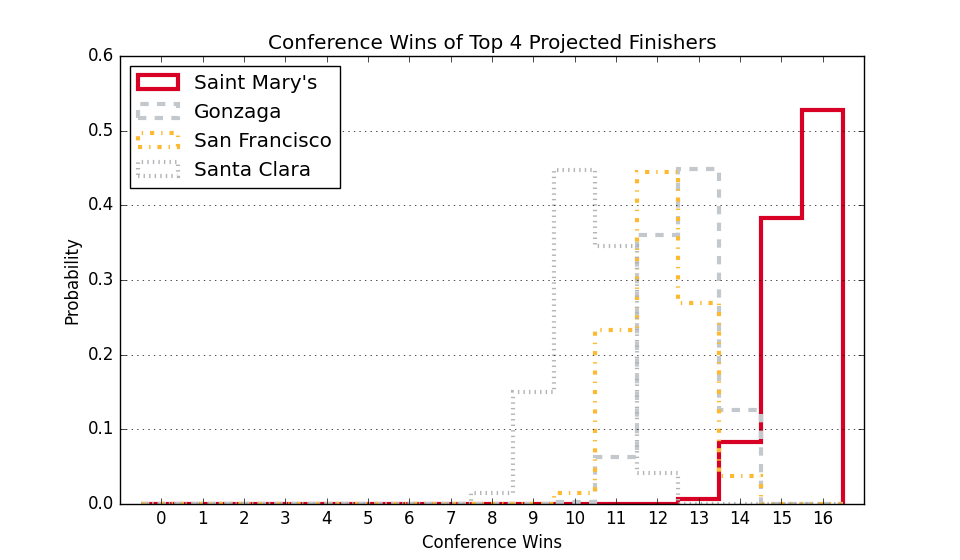 Conference Wins of Top 4 Projected Finishers
0.6
0.5
0.4
0.3
0.2
0.1
0.0
Probability
Saint Mary's
Gonzaga
San Francisco
Santa Clara
0 1 2 3 4 5 6 7 8 9 10 11 12 13 14 15 16
Conference Wins